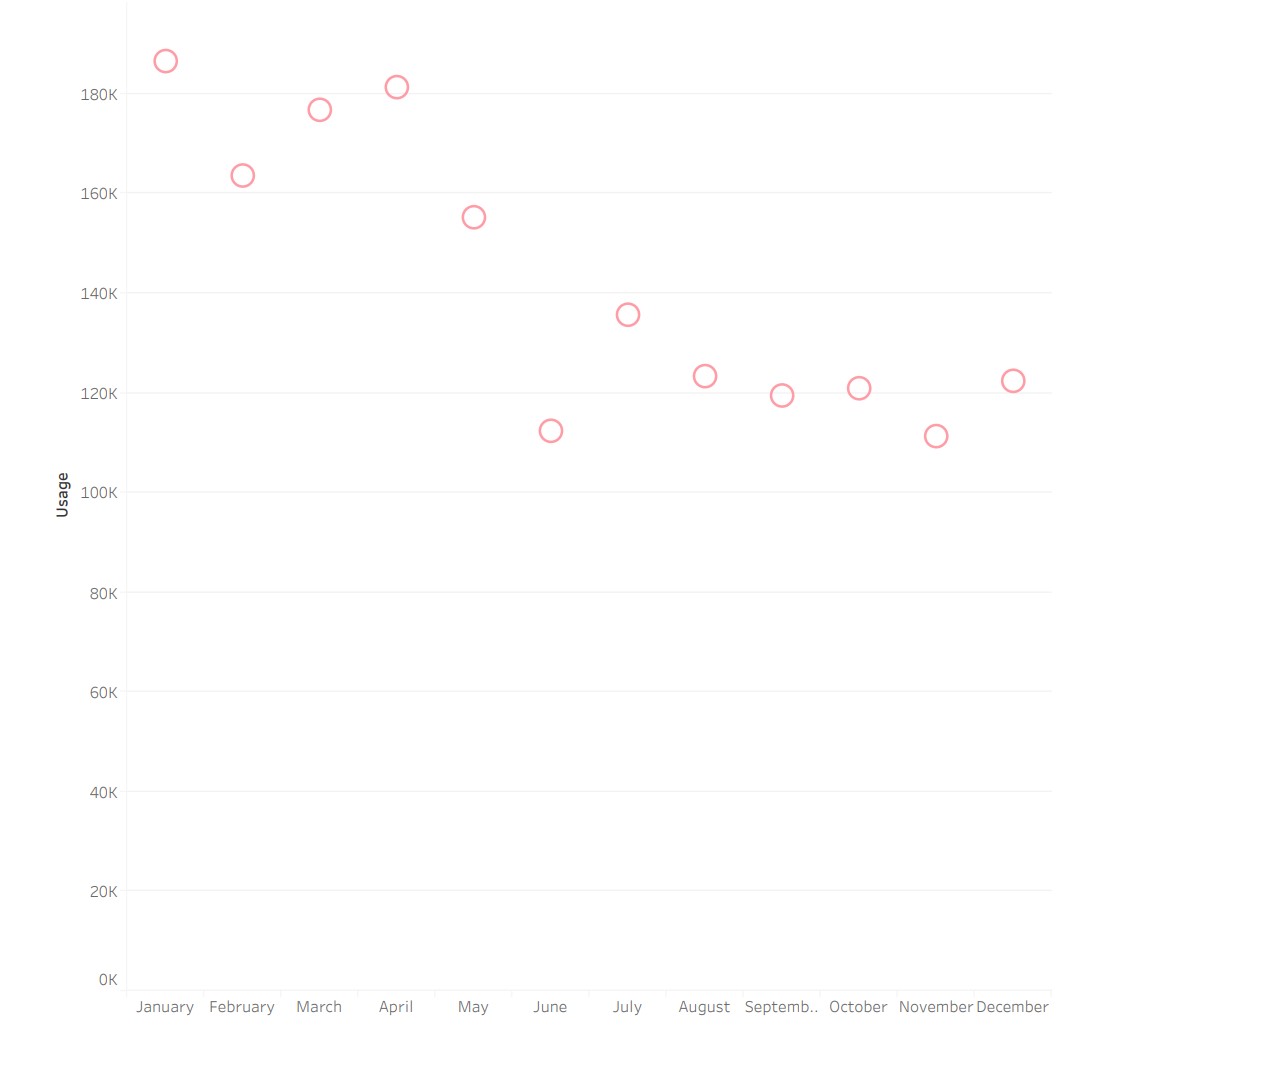 180K
160K
140K
120K
100K
80K
60K
40K
20K
0K
Usage
January February March April May June July August Septemb.. October November December